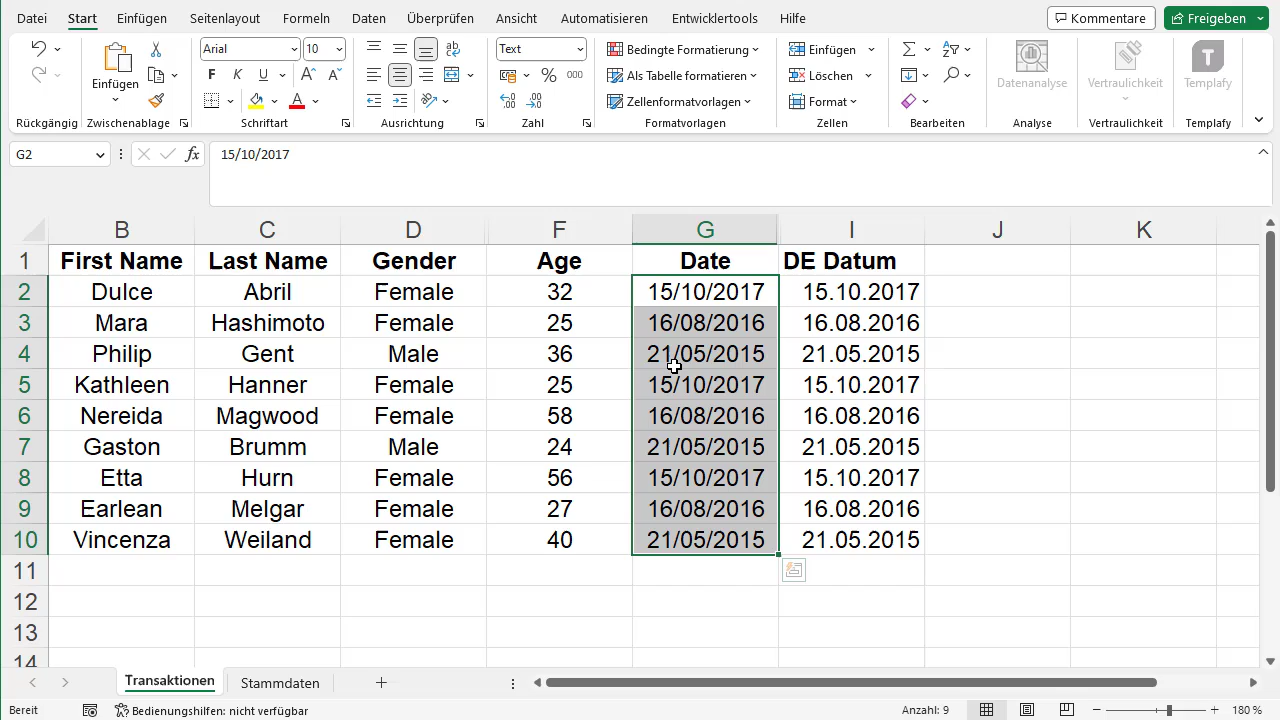 Datei Start Einfügen Seitenlayout Formeln Daten Überprüfen Ansicht Automatisieren Entwicklertools Hilfe Kommentare Freigeben
Arial 10 Text Bedingte Formatierung Einfügen
Einfügen F K U A A % 000 Als Tabelle formatieren Löschen Datenanalyse Vertraulichkeit Templafy
A Zellenformatvorlagen Format
Rückgängig Zwischenablage Schriftart Ausrichtung Zahl Formatvorlagen Zellen Bearbeiten Analyse Vertraulichkeit Templafy
G2 fx 15/10/2017
B C D F G I J K
1 First Name Last Name Gender Age Date DE Datum
2 Dulce Abril Female 32 15/10/2017 15.10.2017
3 Mara Hashimoto Female 25 16/08/2016 16.08.2016
4 Philip Gent Male 36 21/05/2015 21.05.2015
5 Kathleen Hanner Female 25 15/10/2017 15.10.2017
6 Nereida Magwood Female 58 16/08/2016 16.08.2016
7 Gaston Brumm Male 24 21/05/2015 21.05.2015
8 Etta Hurn Female 56 15/10/2017 15.10.2017
9 Earlean Melgar Female 27 16/08/2016 16.08.2016
10 Vincenza Weiland Female 40 21/05/2015 21.05.2015
11
12
13
14
Transaktionen Stammdaten
Bereit Bedienungshilfen: nicht verfügbar Anzahl: 9 180 %